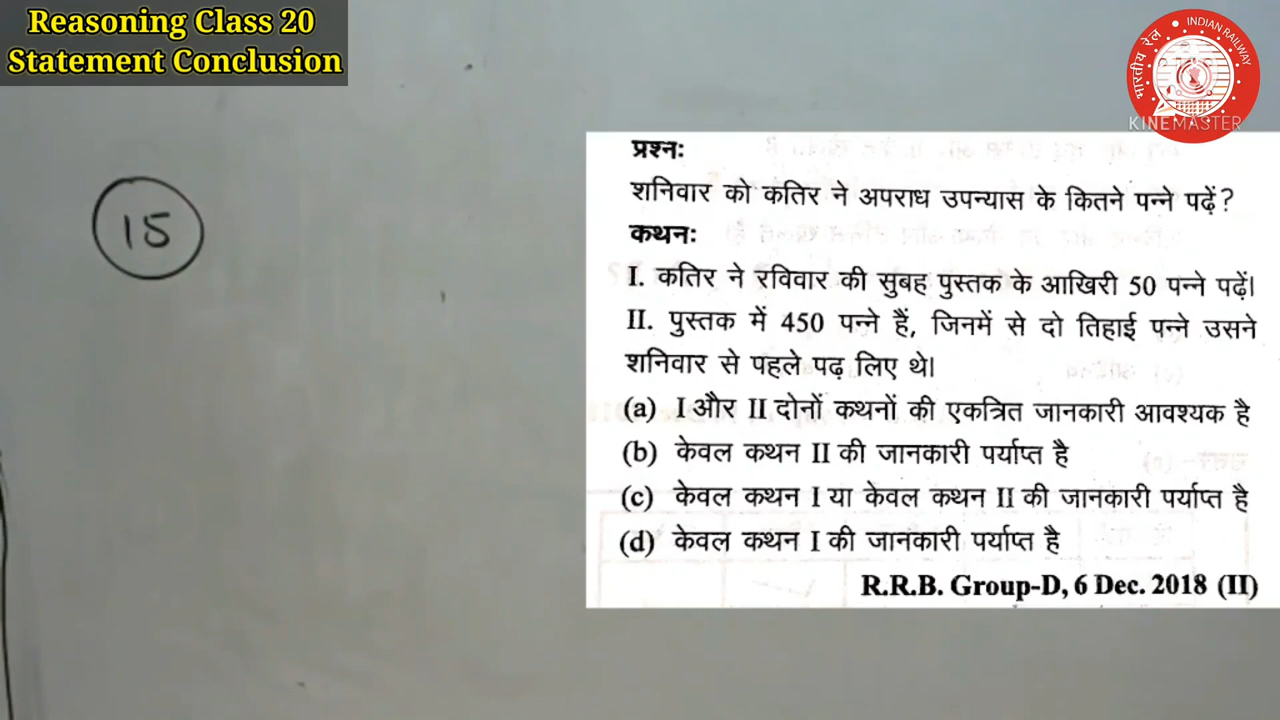 Reasoning Class 20
Statement Conclusion
भारतीय रेल
INDIAN RAILWAY
KINEMASTER
15
प्रश्नः
शनिवार को कतिर ने अपराध उपन्यास के कितने पन्ने पढ़ें?
कथनः
I. कतिर ने रविवार की सुबह पुस्तक के आखिरी 50 पन्ने पढ़ें।
II. पुस्तक में 450 पन्ने हैं, जिनमें से दो तिहाई पन्ने उसने
शनिवार से पहले पढ़ लिए थे।
(a) I और II दोनों कथनों की एकत्रित जानकारी आवश्यक है
(b) केवल कथन II की जानकारी पर्याप्त है
(c) केवल कथन I या केवल कथन II की जानकारी पर्याप्त है
(d) केवल कथन I की जानकारी पर्याप्त है
R.R.B. Group-D, 6 Dec. 2018 (II)